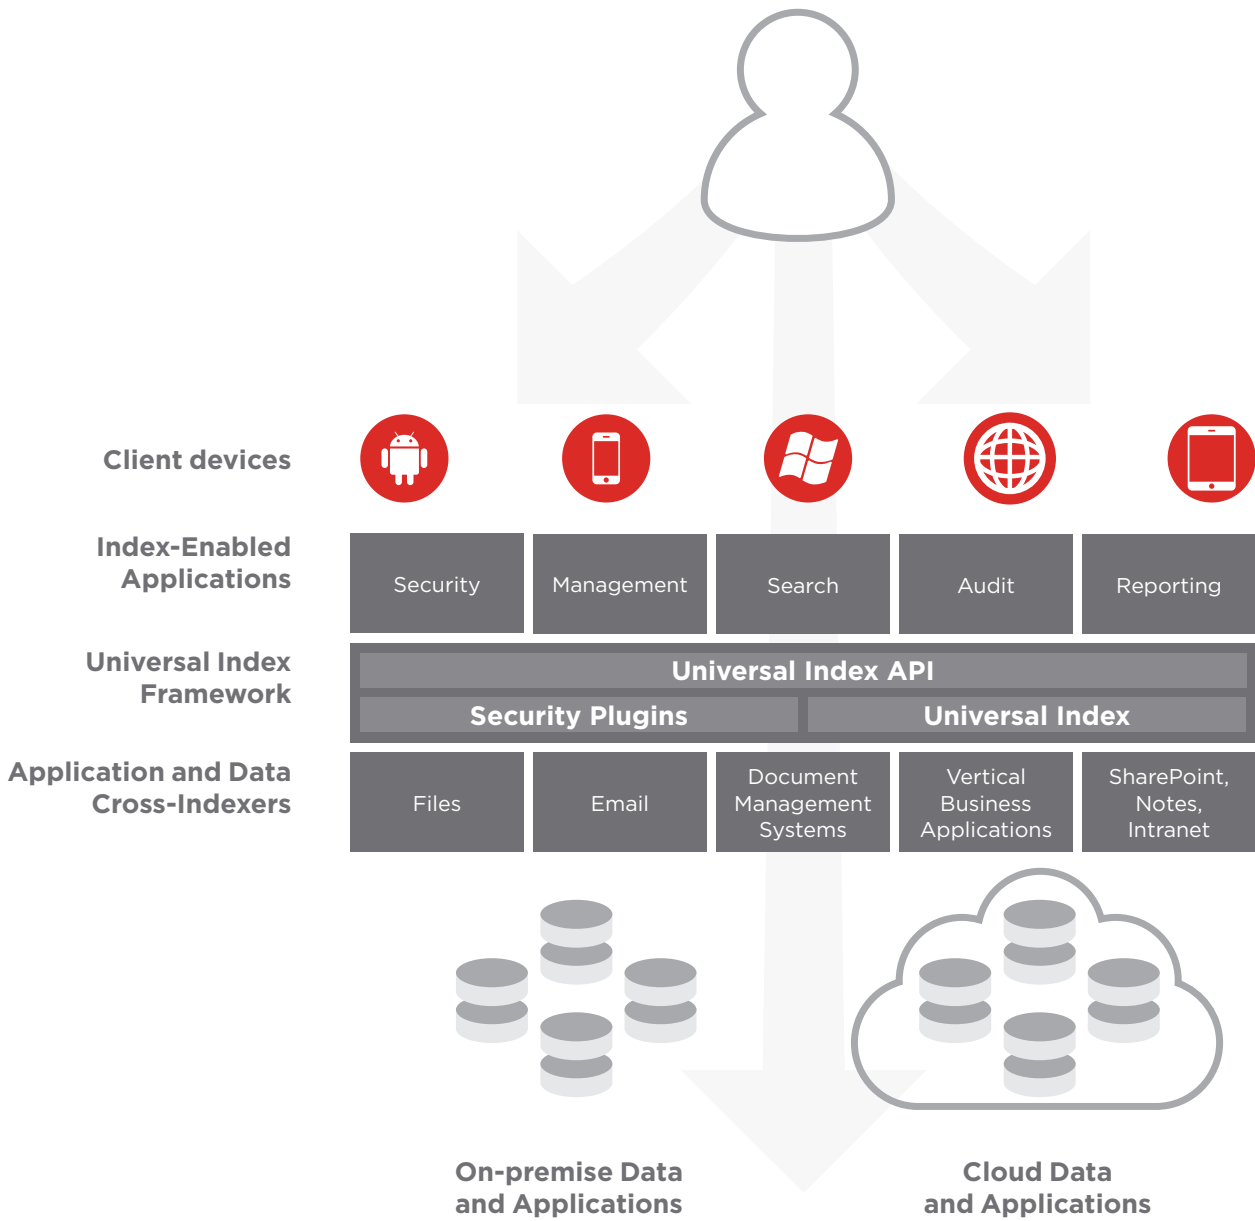 Client devices
Index-Enabled
Applications
Security
Management
Search
Audit
Reporting
Universal Index
Framework
Universal Index API
Security Plugins
Universal Index
Application and Data
Cross-Indexers
Files
Email
Document
Management
Systems
Vertical
Business
Applications
SharePoint,
Notes,
Intranet
On-premise Data
and Applications
Cloud Data
and Applications